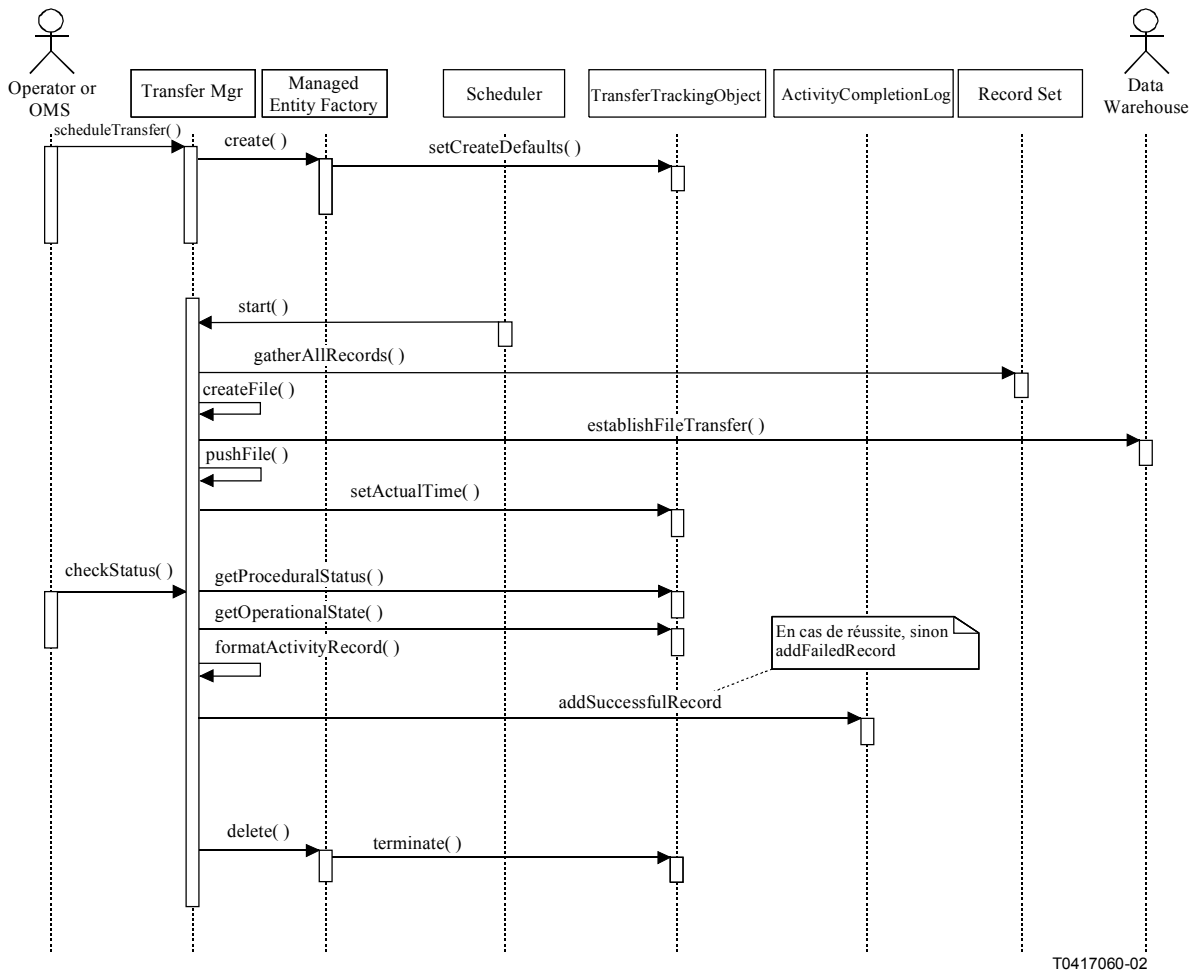 Operator or
OMS
Transfer Mgr
Managed
Entity Factory
Scheduler
TransferTrackingObject
ActivityCompletionLog
Record Set
Data
Warehouse
scheduleTransfer( )
create( )
setCreateDefaults( )
start( )
gatherAllRecords( )
createFile( )
establishFileTransfer( )
pushFile( )
setActualTime( )
checkStatus( )
getProceduralStatus( )
getOperationalState( )
En cas de réussite, sinon
addFailedRecord
formatActivityRecord( )
addSuccessfulRecord
delete( )
terminate( )
T0417060-02